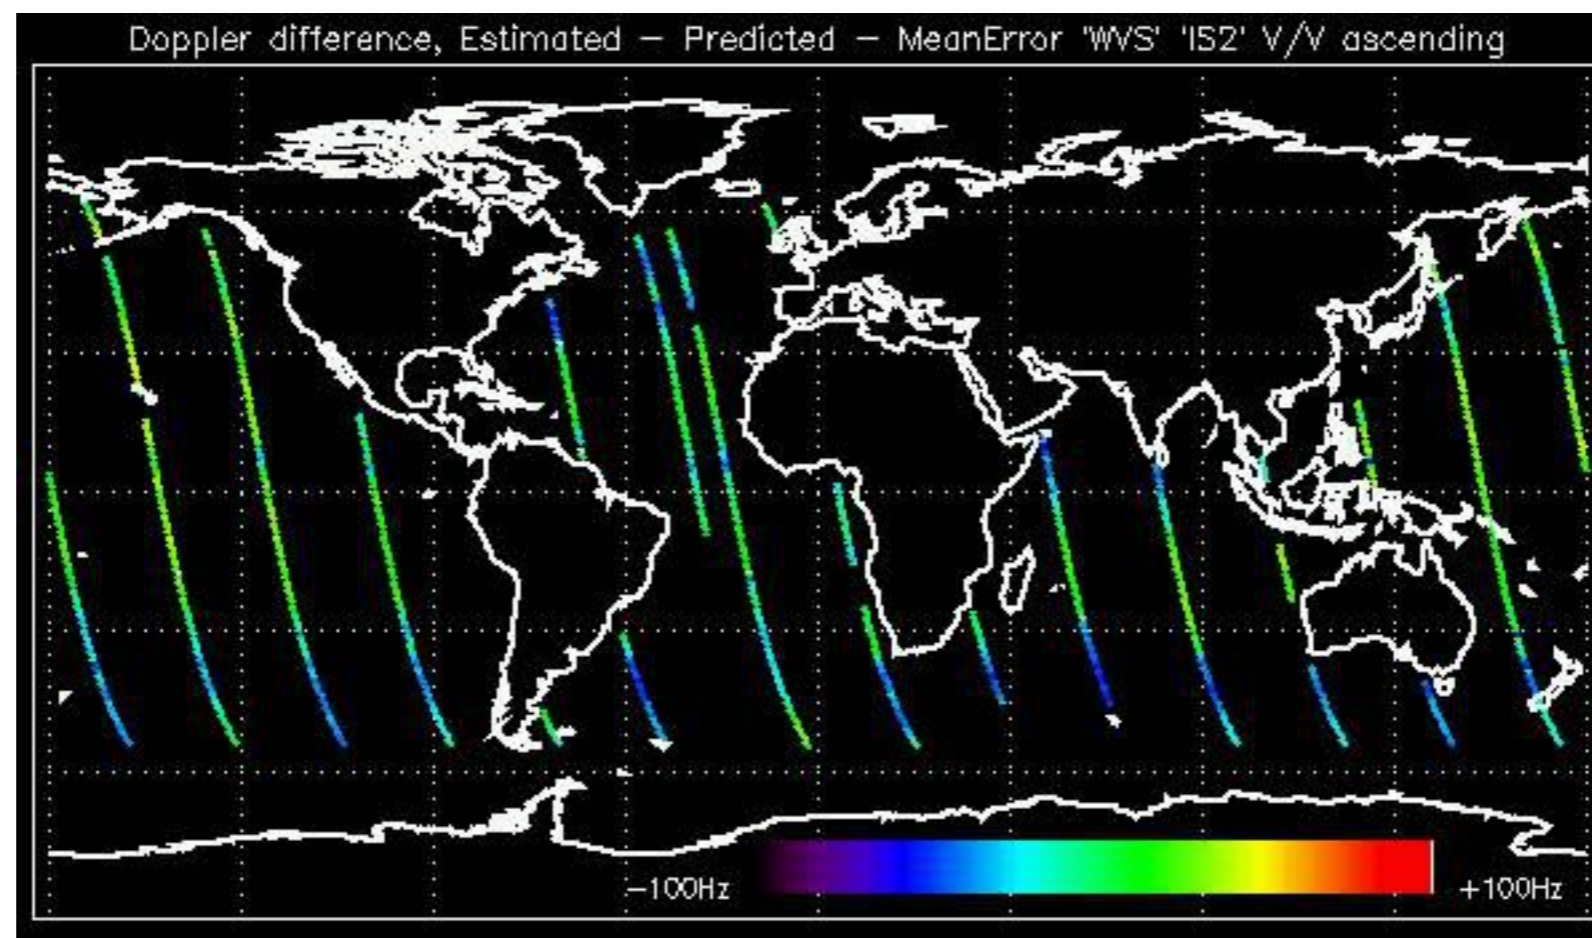 Doppler difference, Estimated - Predicted - MeanError 'WVS' 'IS2' V/V ascending
-100Hz
+100Hz